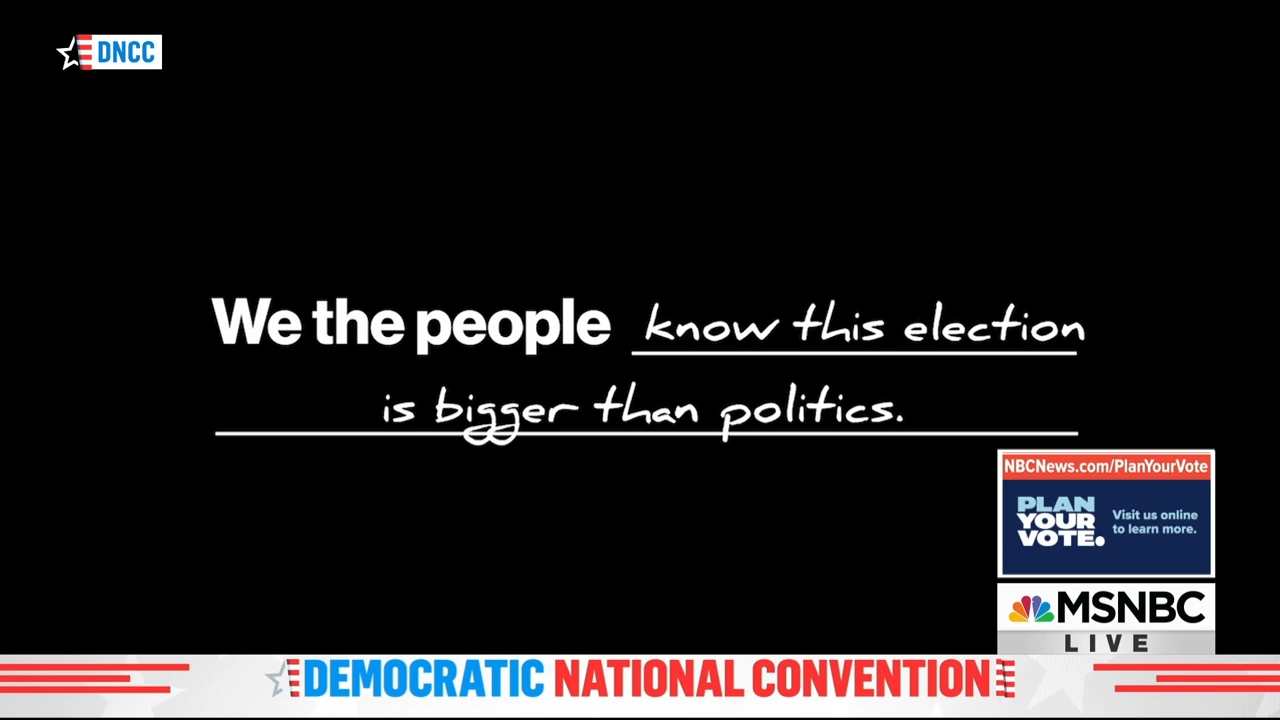 DNCC
We the people know this election
is bigger than politics.
NBCNews.com/PlanYourVote
PLAN
YOUR
VOTE.
Visit us online
to learn more.
MSNBC
LIVE
DEMOCRATIC NATIONAL CONVENTION